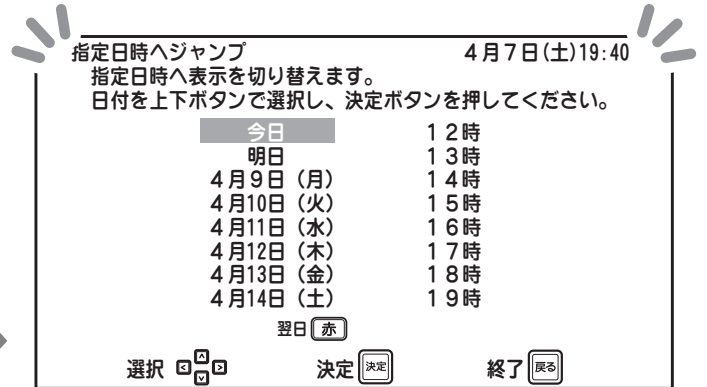 指定日時へジャンプ ４月７日(土)19:40
指定日時へ表示を切り替えます。
日付を上下ボタンで選択し、決定ボタンを押してください。
今日 １２時
明日 １３時
４月９日（月） １４時
４月10日（火） １５時
４月11日（水） １６時
４月12日（木） １７時
４月13日（金） １８時
４月14日（土） １９時
翌日 赤
選択 決定 決定 終了 戻る